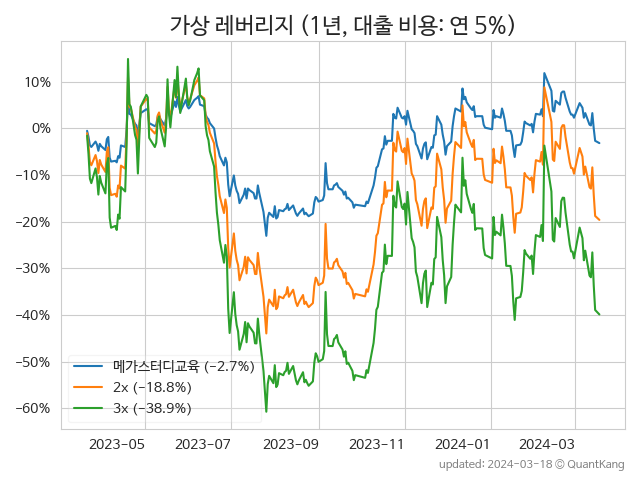 가상 레버리지 (1년, 대출 비용: 연 5%)
10%
0%
−10%
−20%
−30%
−40%
−50%
−60%
메가스터디교육 (−2.7%)
2x (−18.8%)
3x (−38.9%)
2023-05 2023-07 2023-09 2023-11 2024-01 2024-03
updated: 2024-03-18 © QuantKang